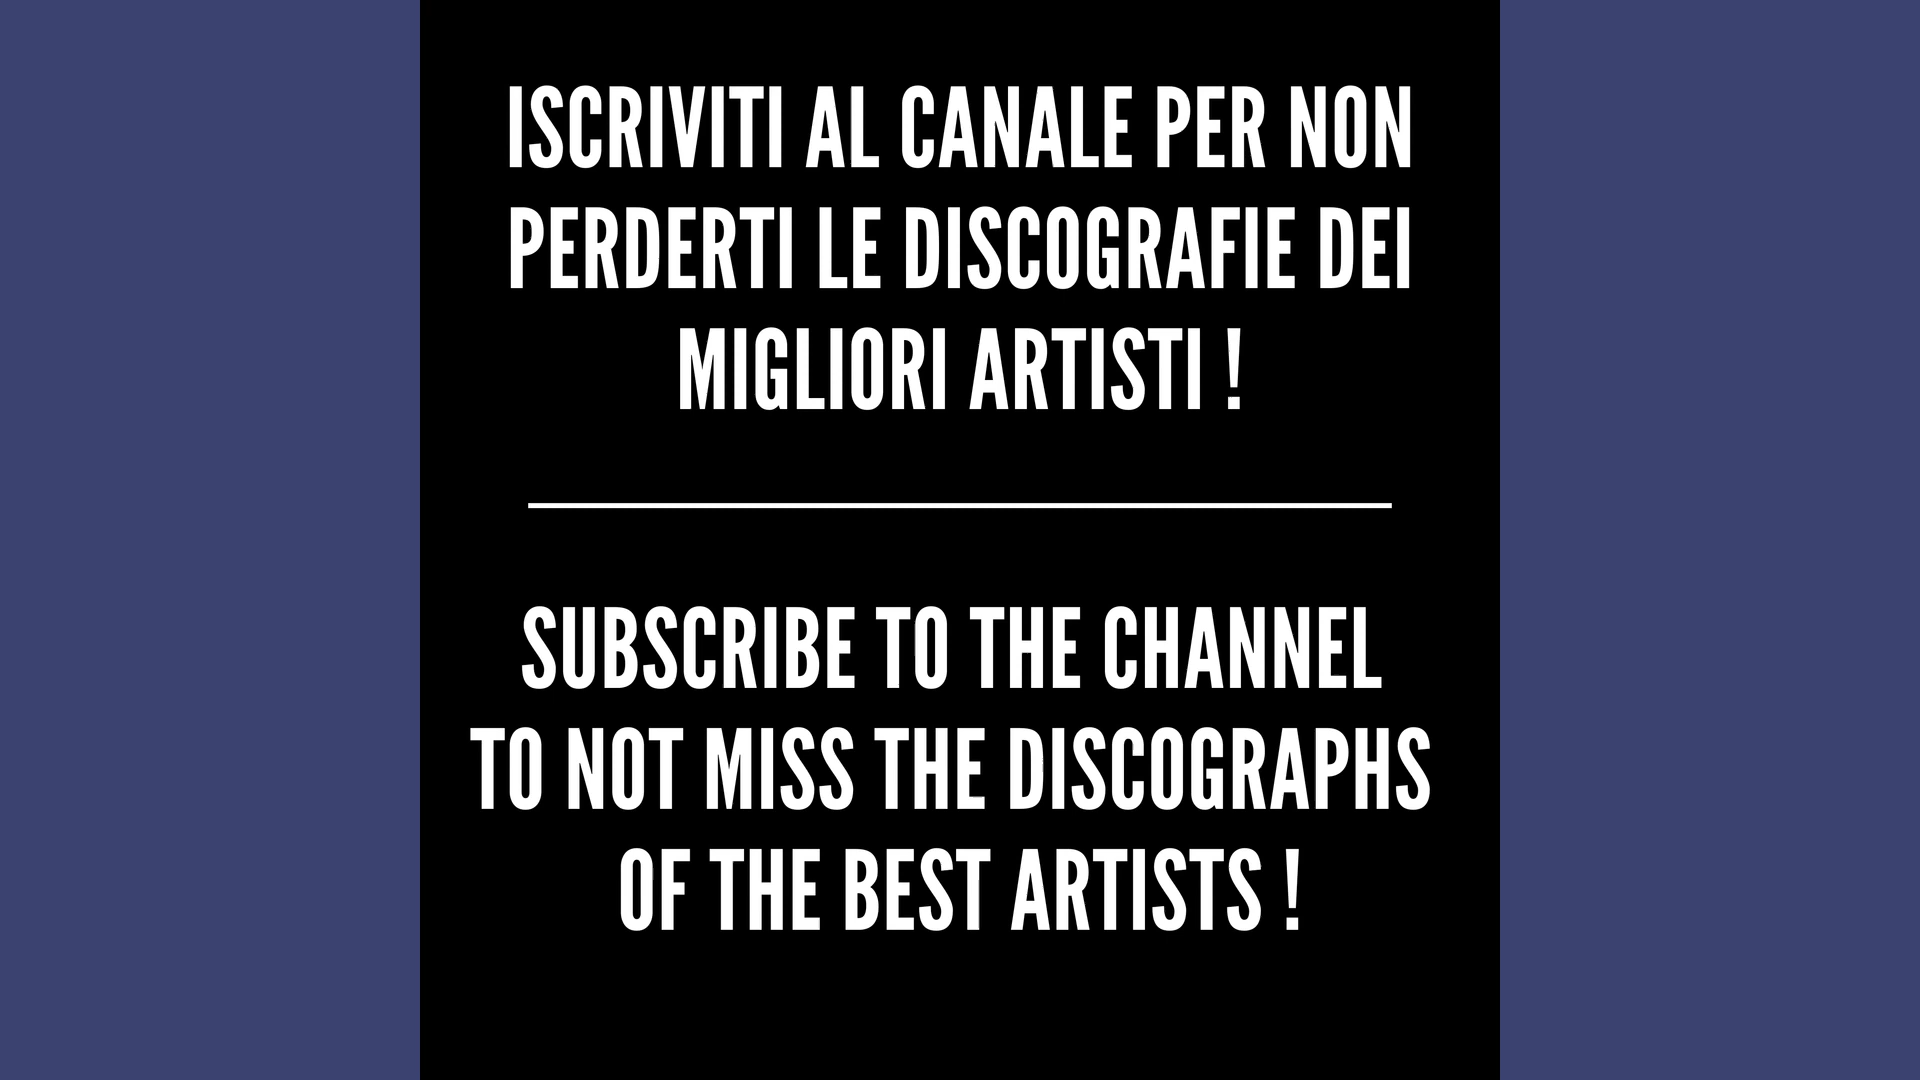 ISCRIVITI AL CANALE PER NON
PERDERTI LE DISCOGRAFIE DEI
MIGLIORI ARTISTI !
SUBSCRIBE TO THE CHANNEL
TO NOT MISS THE DISCOGRAPHS
OF THE BEST ARTISTS !